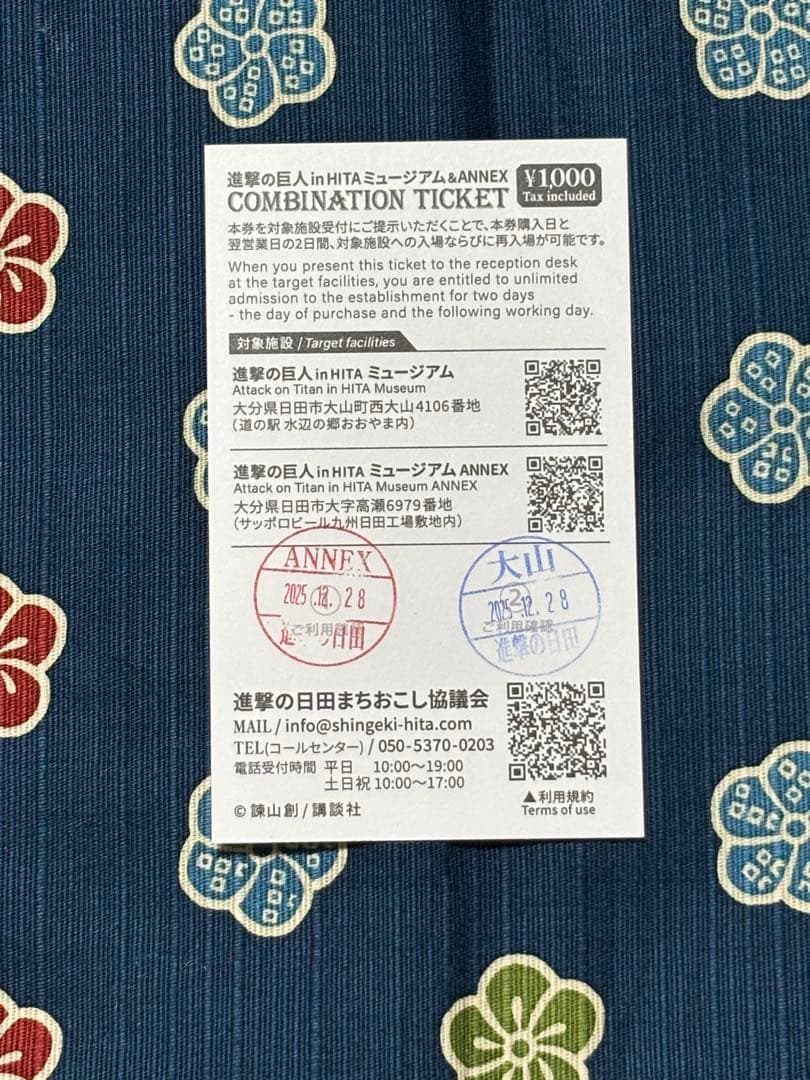 進撃の巨人 in HITA ミュージアム&ANNEX
COMBINATION TICKET
¥1,000
Tax included
本券を対象施設受付にご提示いただくことで、本券購入日と
翌営業日の2日間、対象施設への入場ならびに再入場が可能です。
When you present this ticket to the reception desk
at the target facilities, you are entitled to unlimited
admission to the establishment for two days
- the day of purchase and the following working day.
対象施設 / Target facilities
進撃の巨人 in HITA ミュージアム
Attack on Titan in HITA Museum
大分県日田市大山町西大山4106番地
(道の駅 水辺の郷おおやま内)
進撃の巨人 in HITA ミュージアム ANNEX
Attack on Titan in HITA Museum ANNEX
大分県日田市大字高瀬6979番地
(サッポロビール九州日田工場敷地内)
ANNEX
2025.12.28
ご利用確認
の日田
大山
2
2025.12.28
ご利用確認
進撃の日田
進撃の日田まちおこし協議会
MAIL / info@shingeki-hita.com
TEL(コールセンター) / 050-5370-0203
電話受付時間 平日 10:00〜19:00
土日祝 10:00〜17:00
▲利用規約
Terms of use
© 諫山創 / 講談社